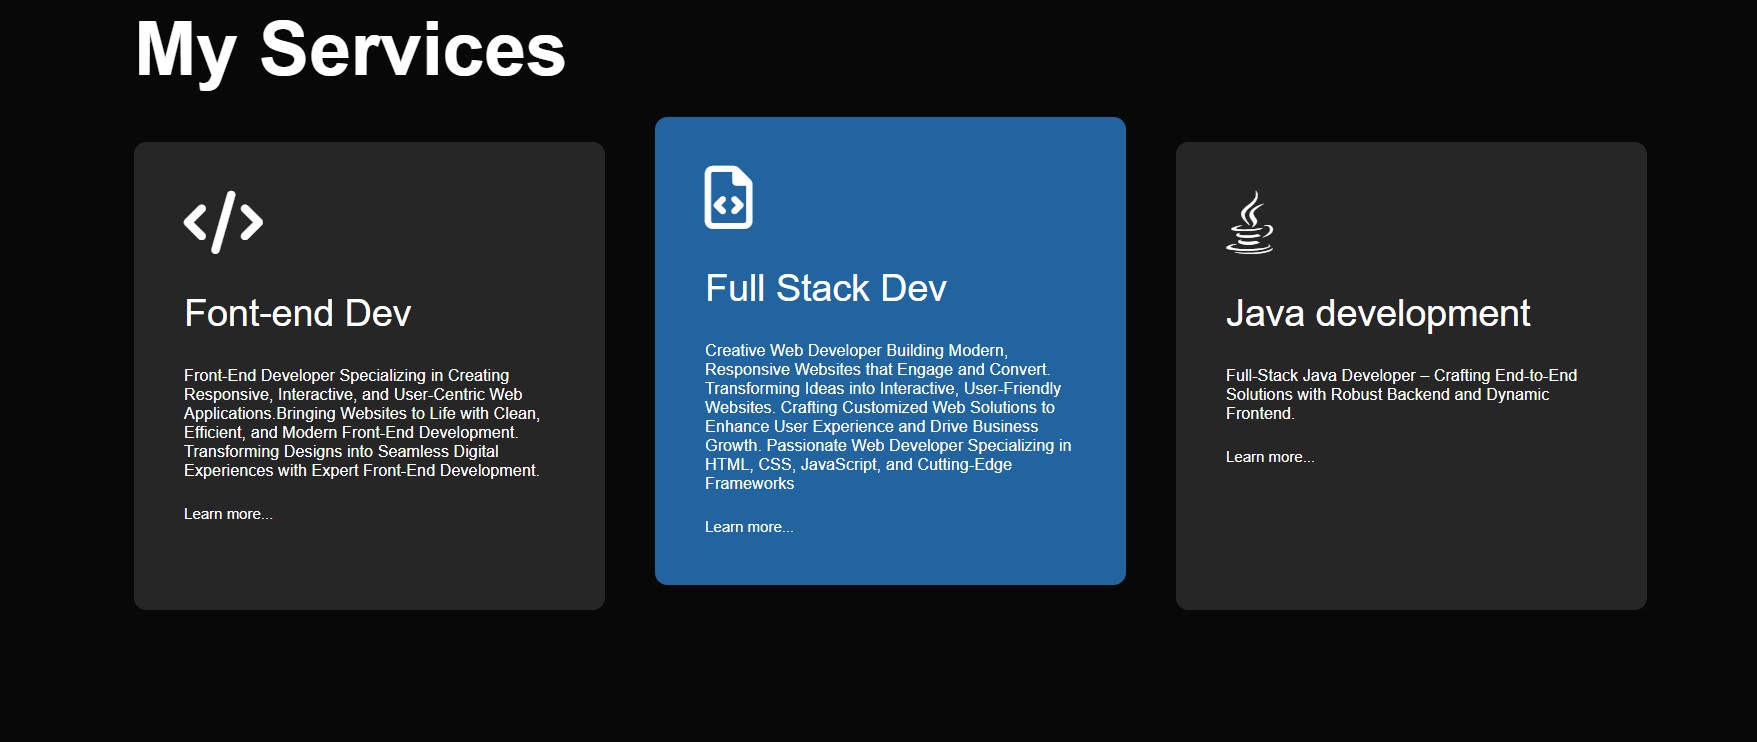 My Services
Font-end Dev
Front-End Developer Specializing in Creating
Responsive, Interactive, and User-Centric Web
Applications.Bringing Websites to Life with Clean,
Efficient, and Modern Front-End Development.
Transforming Designs into Seamless Digital
Experiences with Expert Front-End Development.
Learn more...
Full Stack Dev
Creative Web Developer Building Modern,
Responsive Websites that Engage and Convert.
Transforming Ideas into Interactive, User-Friendly
Websites. Crafting Customized Web Solutions to
Enhance User Experience and Drive Business
Growth. Passionate Web Developer Specializing in
HTML, CSS, JavaScript, and Cutting-Edge
Frameworks
Learn more...
Java development
Full-Stack Java Developer – Crafting End-to-End
Solutions with Robust Backend and Dynamic
Frontend.
Learn more...